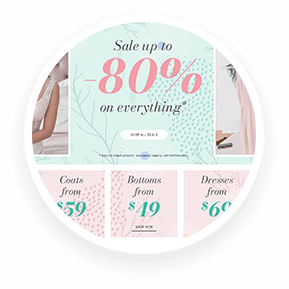 Sale up to
-80%
on everything*
SHOP ALL DEALS
Coats
from
$59
Bottoms
from
$49
SHOP NOW
Dresses
from